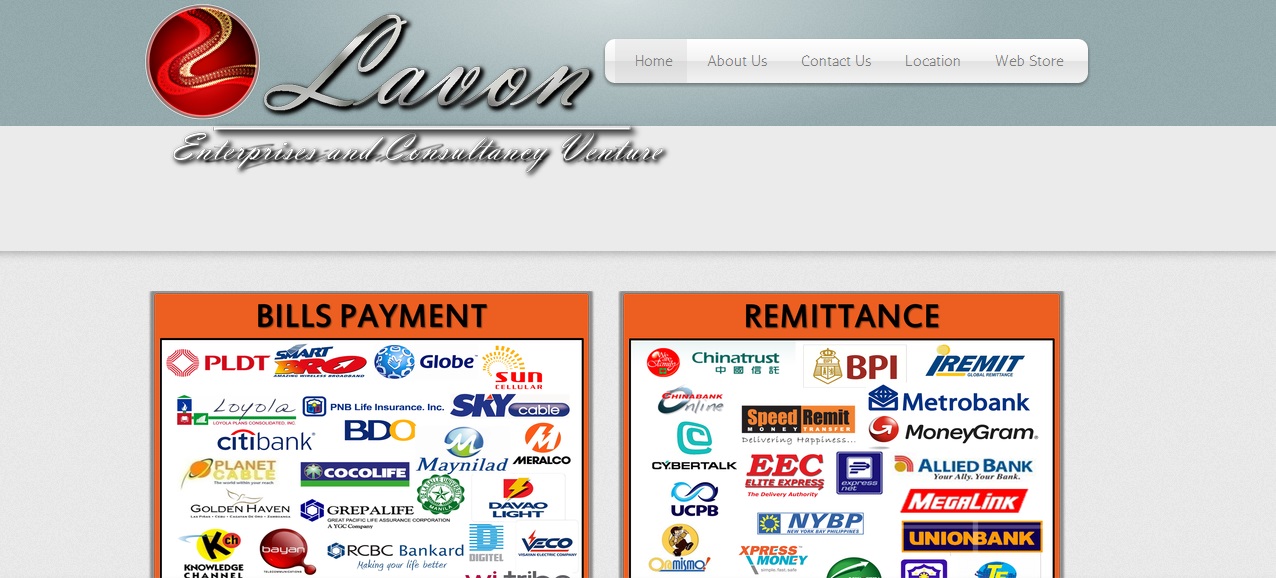 Lavon
Enterprises and Consultancy Venture
Home About Us Contact Us Location Web Store
BILLS PAYMENT
PLDT
SMART
BRO
AMAZING WIRELESS BROADBAND
Globe
SUN
CELLULAR
Loyola
LOYOLA PLANS CONSOLIDATED, INC.
PNB Life Insurance. Inc.
SKY cable
citibank
BDO
Maynilad
MERALCO
PLANET
CABLE
The world within your reach
COCOLIFE
GOLDEN HAVEN
GREPALIFE
GREAT PACIFIC LIFE ASSURANCE CORPORATION
A YGC Company
DAVAO
LIGHT
Kch
KNOWLEDGE
CHANNEL
bayan
TELECOMMUNICATIONS
RCBC Bankard
Making your life better
DIGITEL
VECO
VISAYAN ELECTRIC COMPANY
wi-tribe
REMITTANCE
Chinatrust
中國信託
BPI
IREMIT
GLOBAL REMITTANCE
CHINABANK
Online
Speed Remit
MONEY TRANSFER
Delivering Happiness...
Metrobank
MoneyGram
CYBERTALK
EEC
ELITE EXPRESS
The Delivery Authority
express
net
ALLIED BANK
Your Ally. Your Bank.
UCPB
MEGALINK
NYBP
NEW YORK BAY PHILIPPINES
UNIONBANK
XPRESS
MONEY
simple. fast. safe.